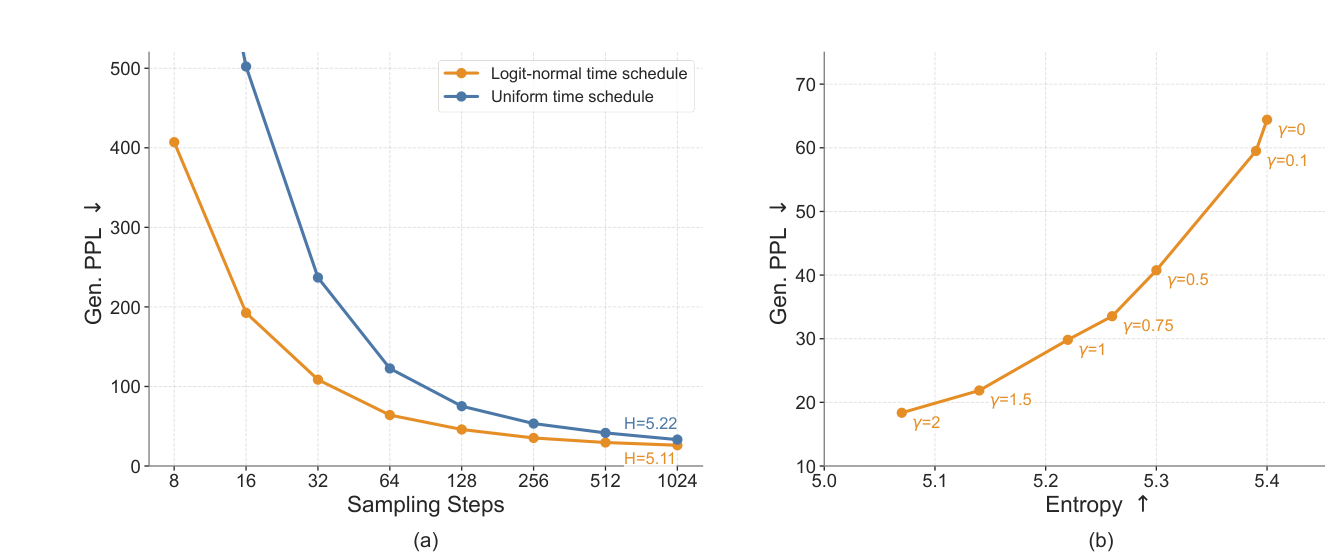 500
400
300
200
100
0
Gen. PPL ↓
Logit-normal time schedule
Uniform time schedule
H=5.22
H=5.11
8 16 32 64 128 256 512 1024
Sampling Steps
(a)
70
60
50
40
30
20
10
Gen. PPL ↓
γ=0
γ=0.1
γ=0.5
γ=0.75
γ=1
γ=1.5
γ=2
5.0 5.1 5.2 5.3 5.4
Entropy ↑
(b)